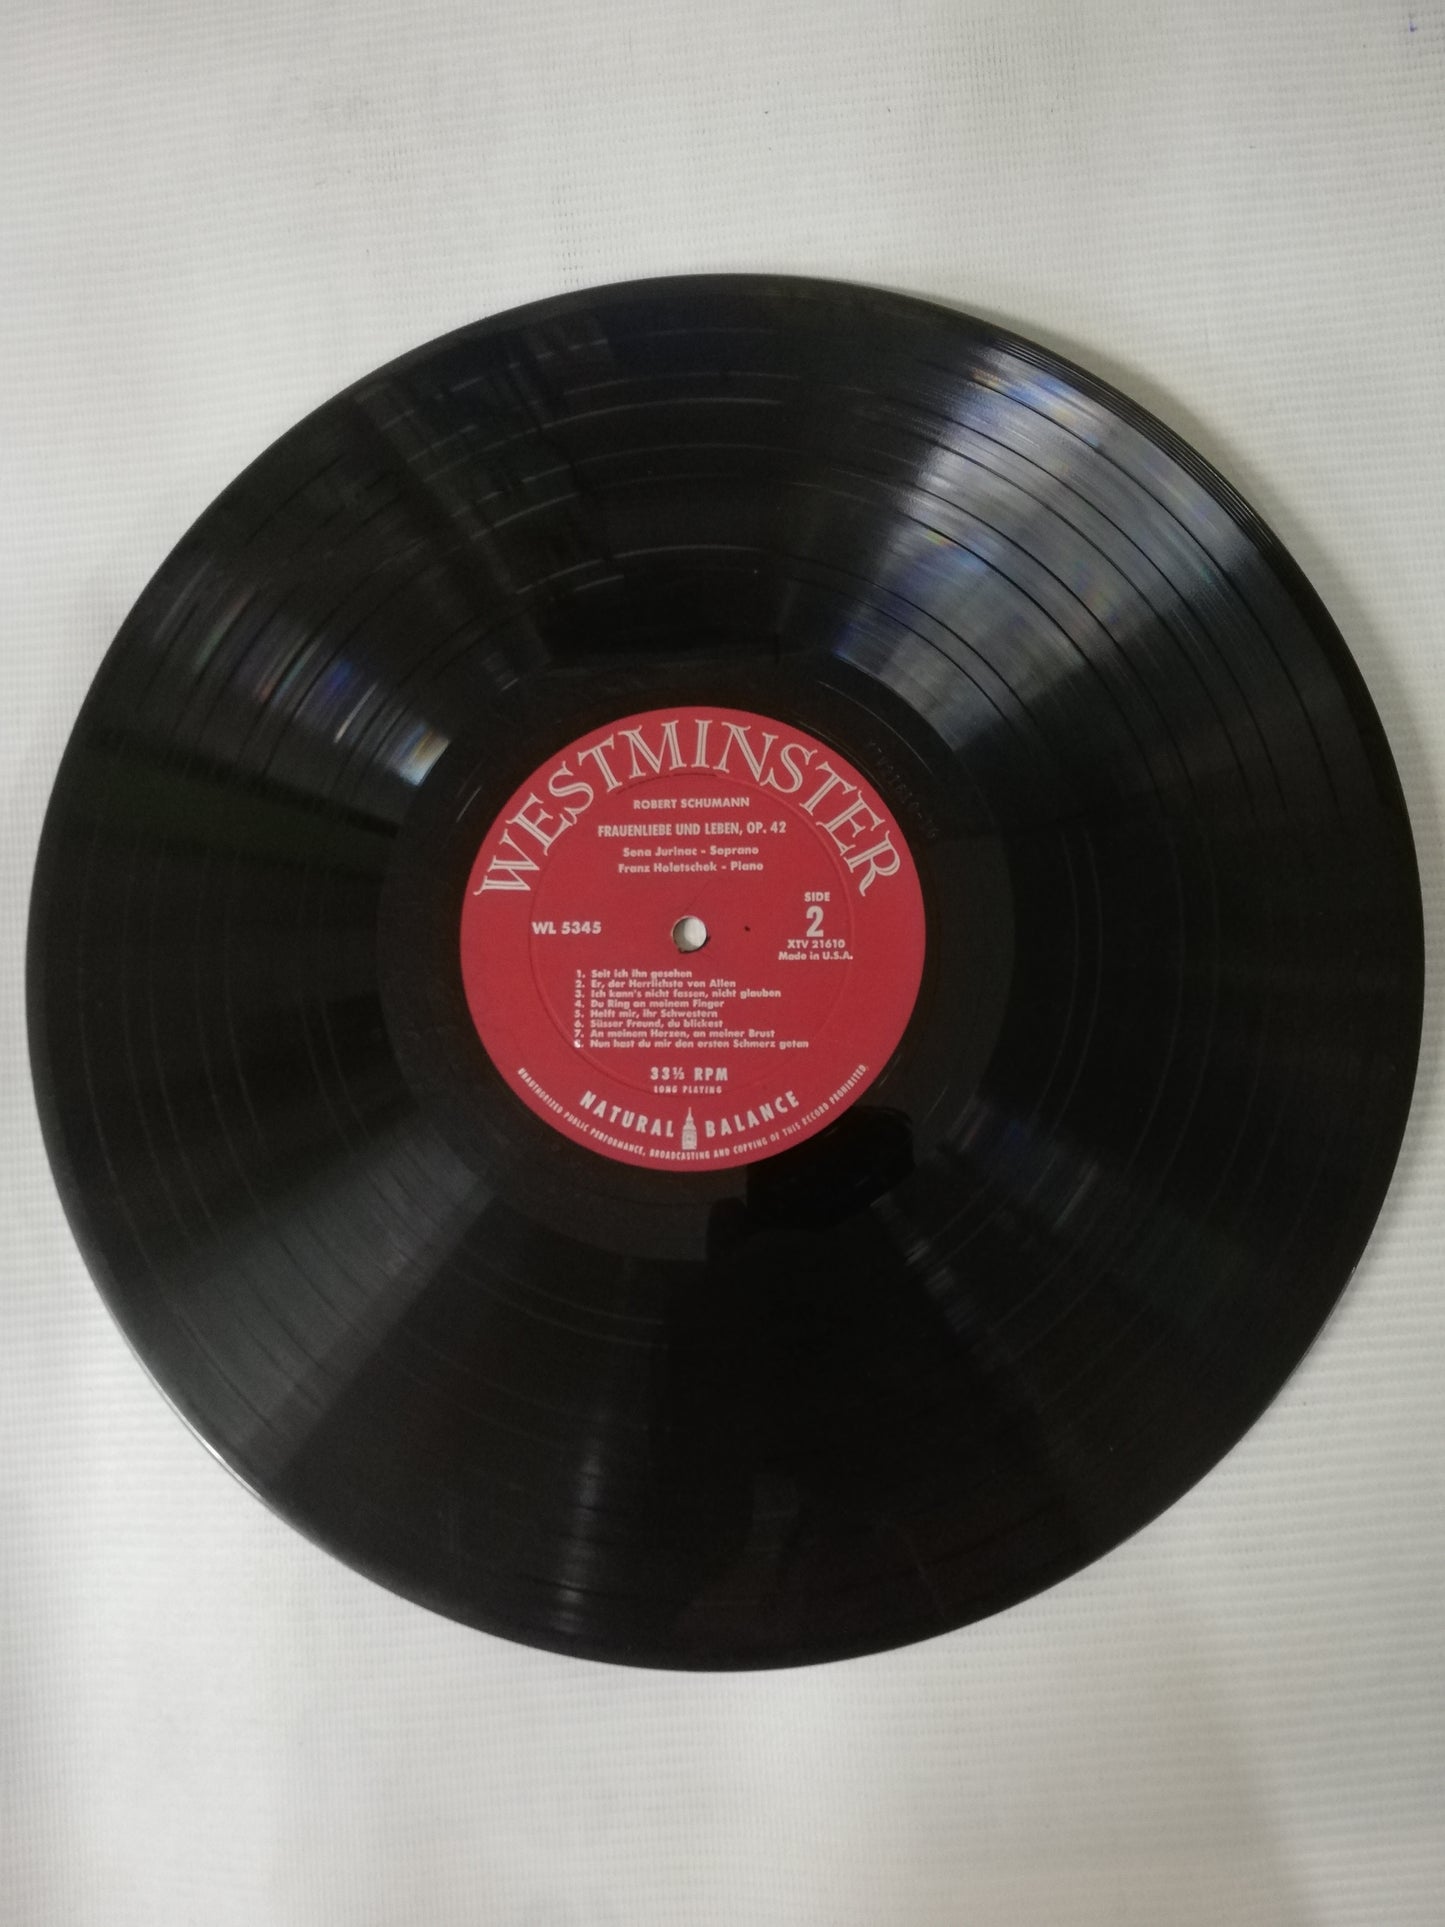 WESTMINSTER
ROBERT SCHUMANN
FRAUENLIEBE UND LEBEN, OP. 42
Sena Jurinac - Soprano
Franz Holetschek - Piano
WL 5345
SIDE
2
XTV 21610
Made in U.S.A.
1. Seit ich ihn gesehen
2. Er, der Herrlichste von Allen
3. Ich kann's nicht fassen, nicht glauben
4. Du Ring an meinem Finger
5. Helft mir, ihr Schwestern
6. Süsser Freund, du blickest
7. An meinem Herzen, an meiner Brust
8. Nun hast du mir den ersten Schmerz getan
33⅓ RPM
LONG PLAYING
NATURAL BALANCE
UNAUTHORIZED PUBLIC PERFORMANCE, BROADCASTING AND COPYING OF THIS RECORD PROHIBITED.